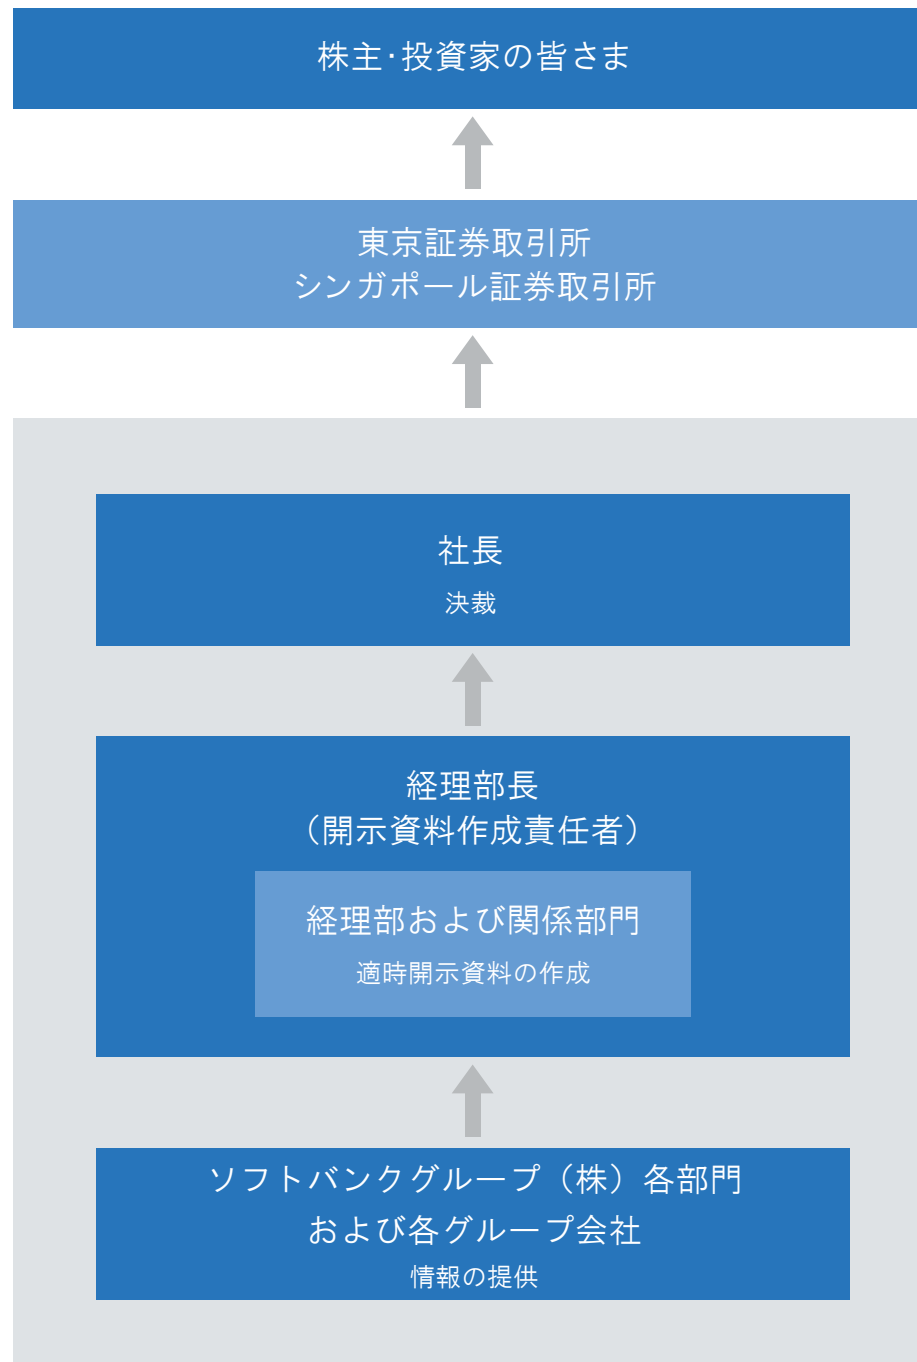 株主・投資家の皆さま
東京証券取引所
シンガポール証券取引所
社長
決裁
経理部長
（開示資料作成責任者）
経理部および関係部門
適時開示資料の作成
ソフトバンクグループ（株）各部門
および各グループ会社
情報の提供